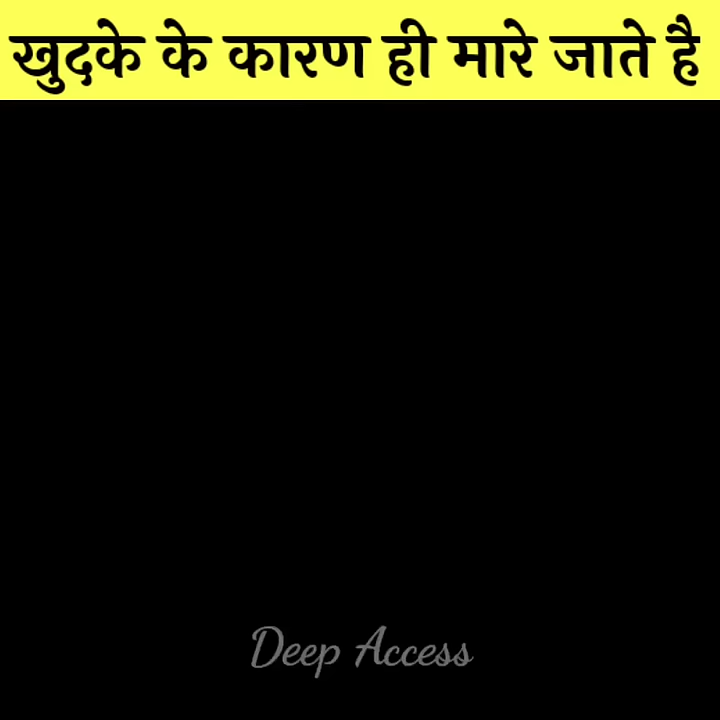 खुदके के कारण ही मारे जाते है
Deep Access